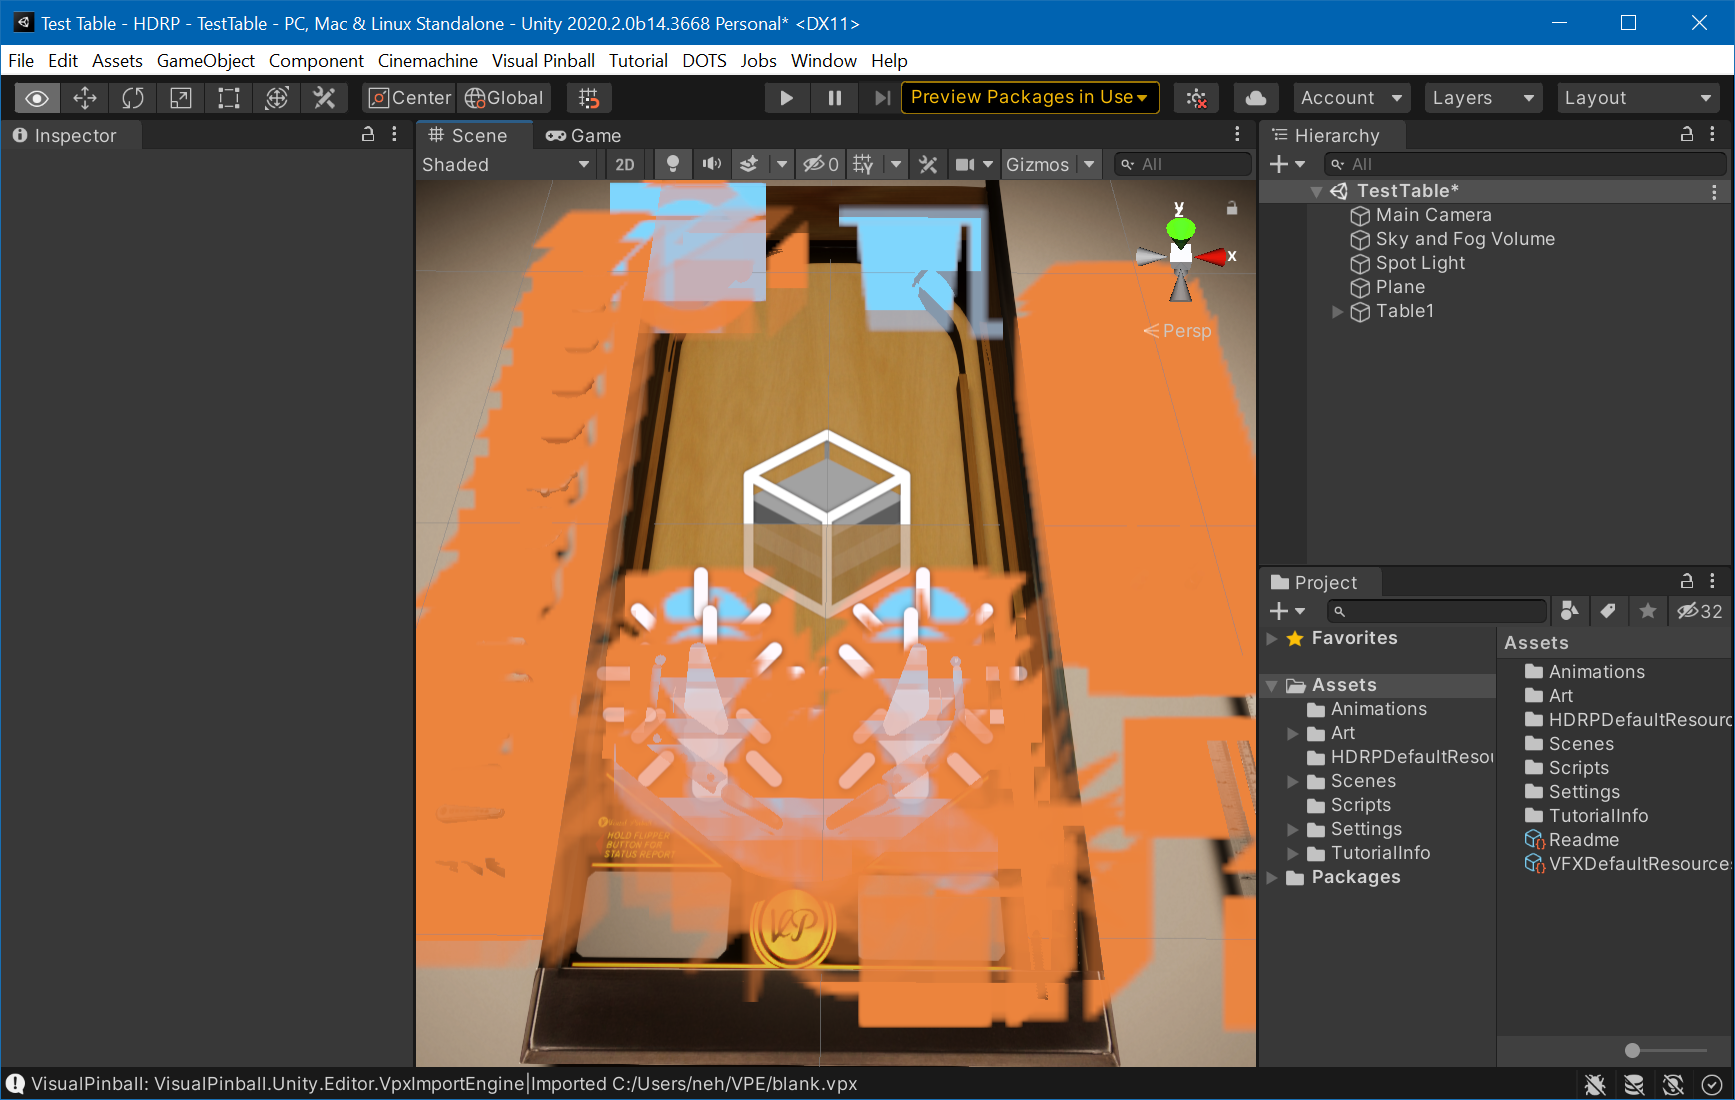 Test Table - HDRP - TestTable - PC, Mac & Linux Standalone - Unity 2020.2.0b14.3668 Personal* <DX11>
File Edit Assets GameObject Component Cinemachine Visual Pinball Tutorial DOTS Jobs Window Help
Center Global Preview Packages in Use Account Layers Layout
Inspector
Scene Game
Shaded 2D 0 Gizmos All
y
x
Persp
HOLD FLIPPER
BUTTON FOR
STATUS REPORT
VP
Hierarchy
All
TestTable*
Main Camera
Sky and Fog Volume
Spot Light
Plane
Table1
Project
32
Favorites
Assets
Animations
Art
HDRPDefaultResou
Scenes
Scripts
Settings
TutorialInfo
Packages
Assets
Animations
Art
HDRPDefaultResourc
Scenes
Scripts
Settings
TutorialInfo
Readme
VFXDefaultResources
VisualPinball: VisualPinball.Unity.Editor.VpxImportEngine|Imported C:/Users/neh/VPE/blank.vpx